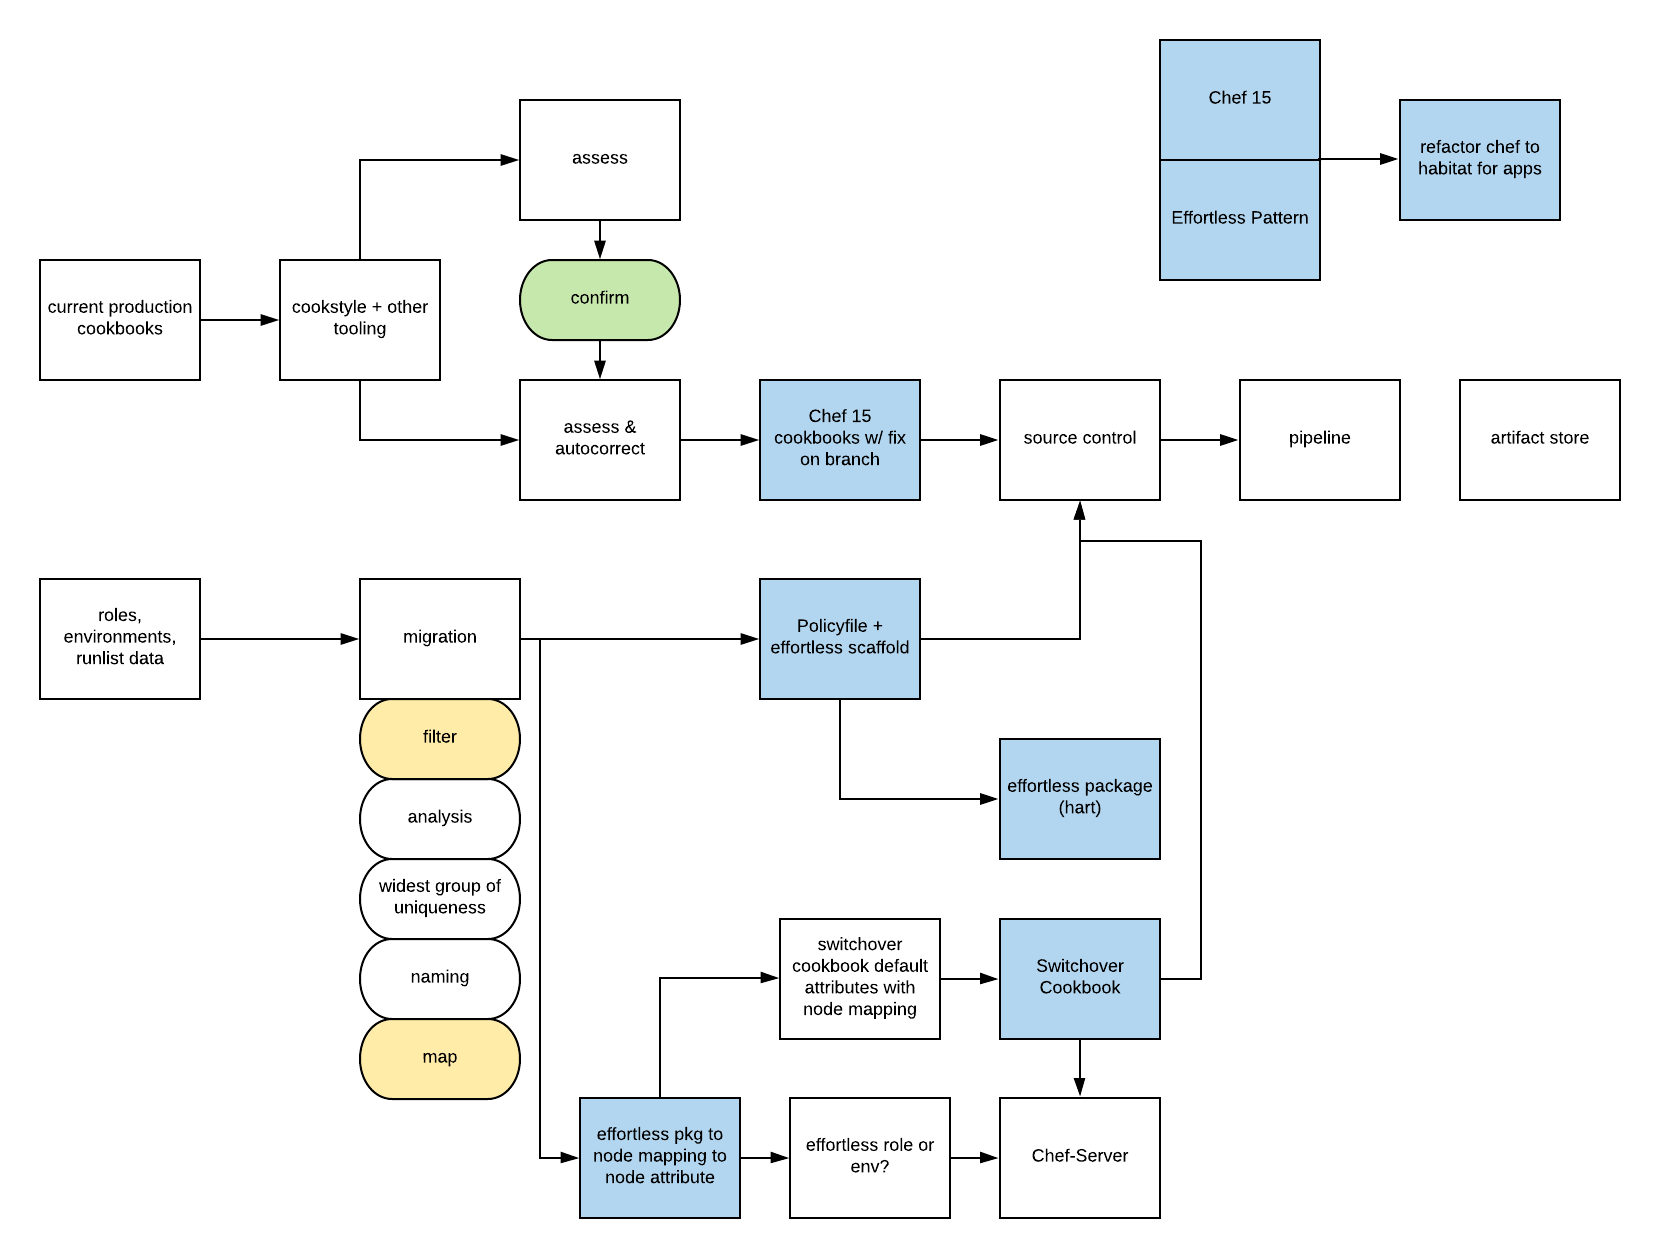 Chef 15
Effortless Pattern
refactor chef to
habitat for apps
assess
confirm
current production
cookbooks
cookstyle + other
tooling
assess &
autocorrect
Chef 15
cookbooks w/ fix
on branch
source control
pipeline
artifact store
roles,
environments,
runlist data
migration
filter
analysis
widest group of
uniqueness
naming
map
Policyfile +
effortless scaffold
effortless package
(hart)
switchover
cookbook default
attributes with
node mapping
Switchover
Cookbook
effortless pkg to
node mapping to
node attribute
effortless role or
env?
Chef-Server